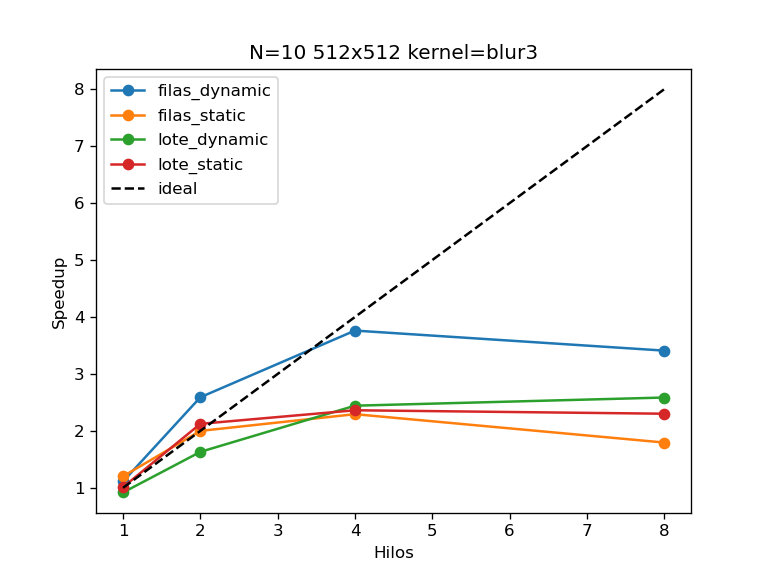 N=10 512x512 kernel=blur3
filas_dynamic
filas_static
lote_dynamic
lote_static
ideal
Speedup
8
7
6
5
4
3
2
1
1 2 3 4 5 6 7 8
Hilos